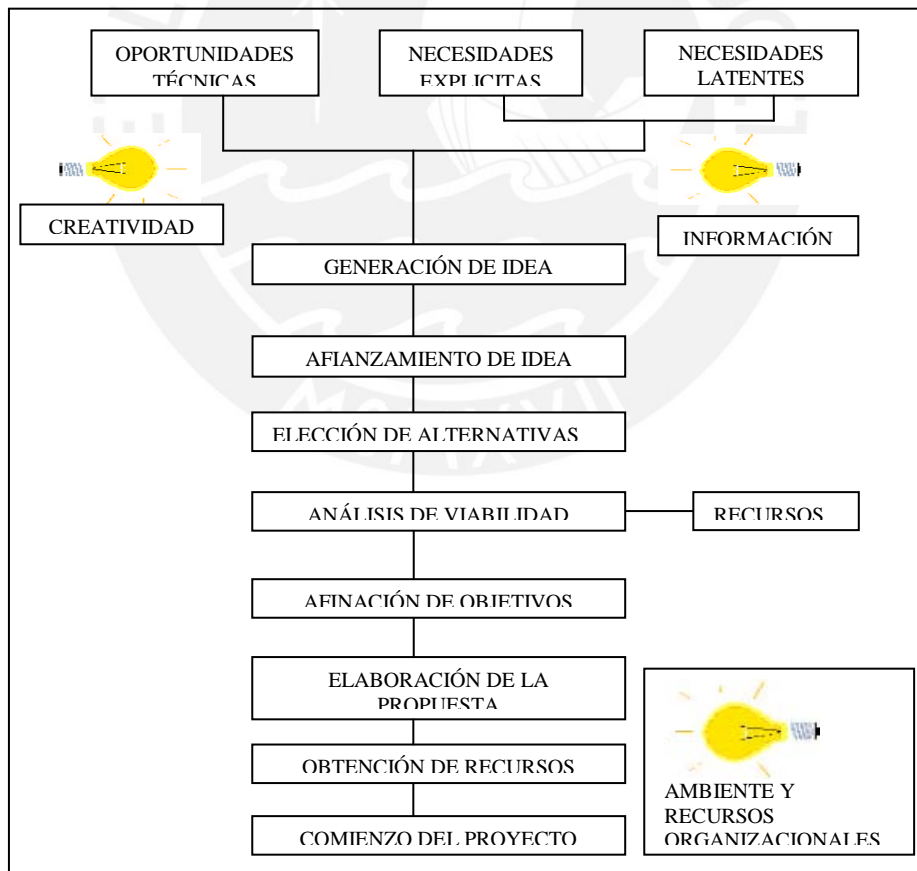 OPORTUNIDADES
TÉCNICAS
NECESIDADES
EXPLICITAS
NECESIDADES
LATENTES
CREATIVIDAD
INFORMACIÓN
GENERACIÓN DE IDEA
AFIANZAMIENTO DE IDEA
ELECCIÓN DE ALTERNATIVAS
ANÁLISIS DE VIABILIDAD
RECURSOS
AFINACIÓN DE OBJETIVOS
ELABORACIÓN DE LA
PROPUESTA
OBTENCIÓN DE RECURSOS
COMIENZO DEL PROYECTO
AMBIENTE Y
RECURSOS
ORGANIZACIONALES